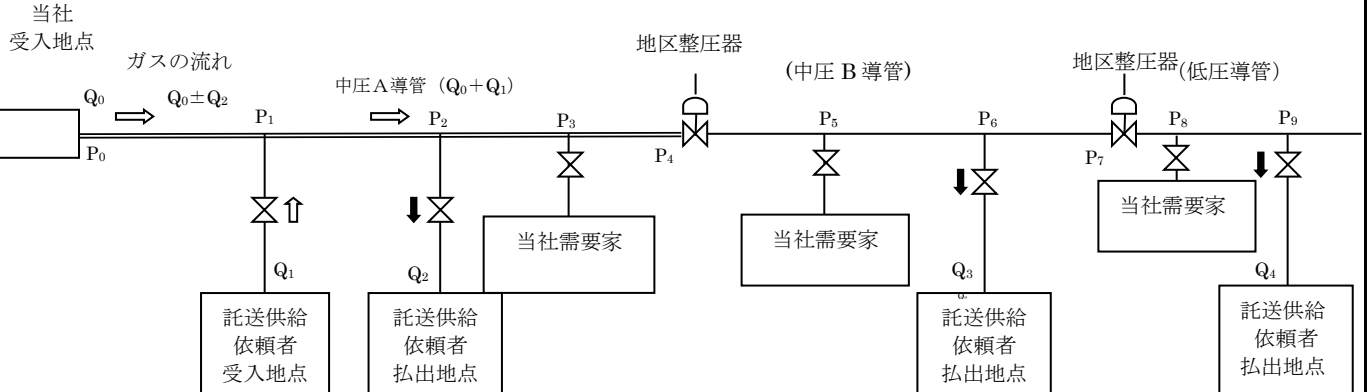 当社
受入地点
ガスの流れ
Q₀
Q₀±Q₂
P₀
中圧A導管（Q₀＋Q₁）
地区整圧器
(中圧 B 導管)
地区整圧器
(低圧導管）
P₁
P₂
P₃
P₄
P₅
P₆
P₇
P₈
P₉
当社需要家
当社需要家
当社需要家
Q₁
Q₂
Q₃
Q₄
託送供給
依頼者
受入地点
託送供給
依頼者
払出地点
託送供給
依頼者
払出地点
託送供給
依頼者
払出地点